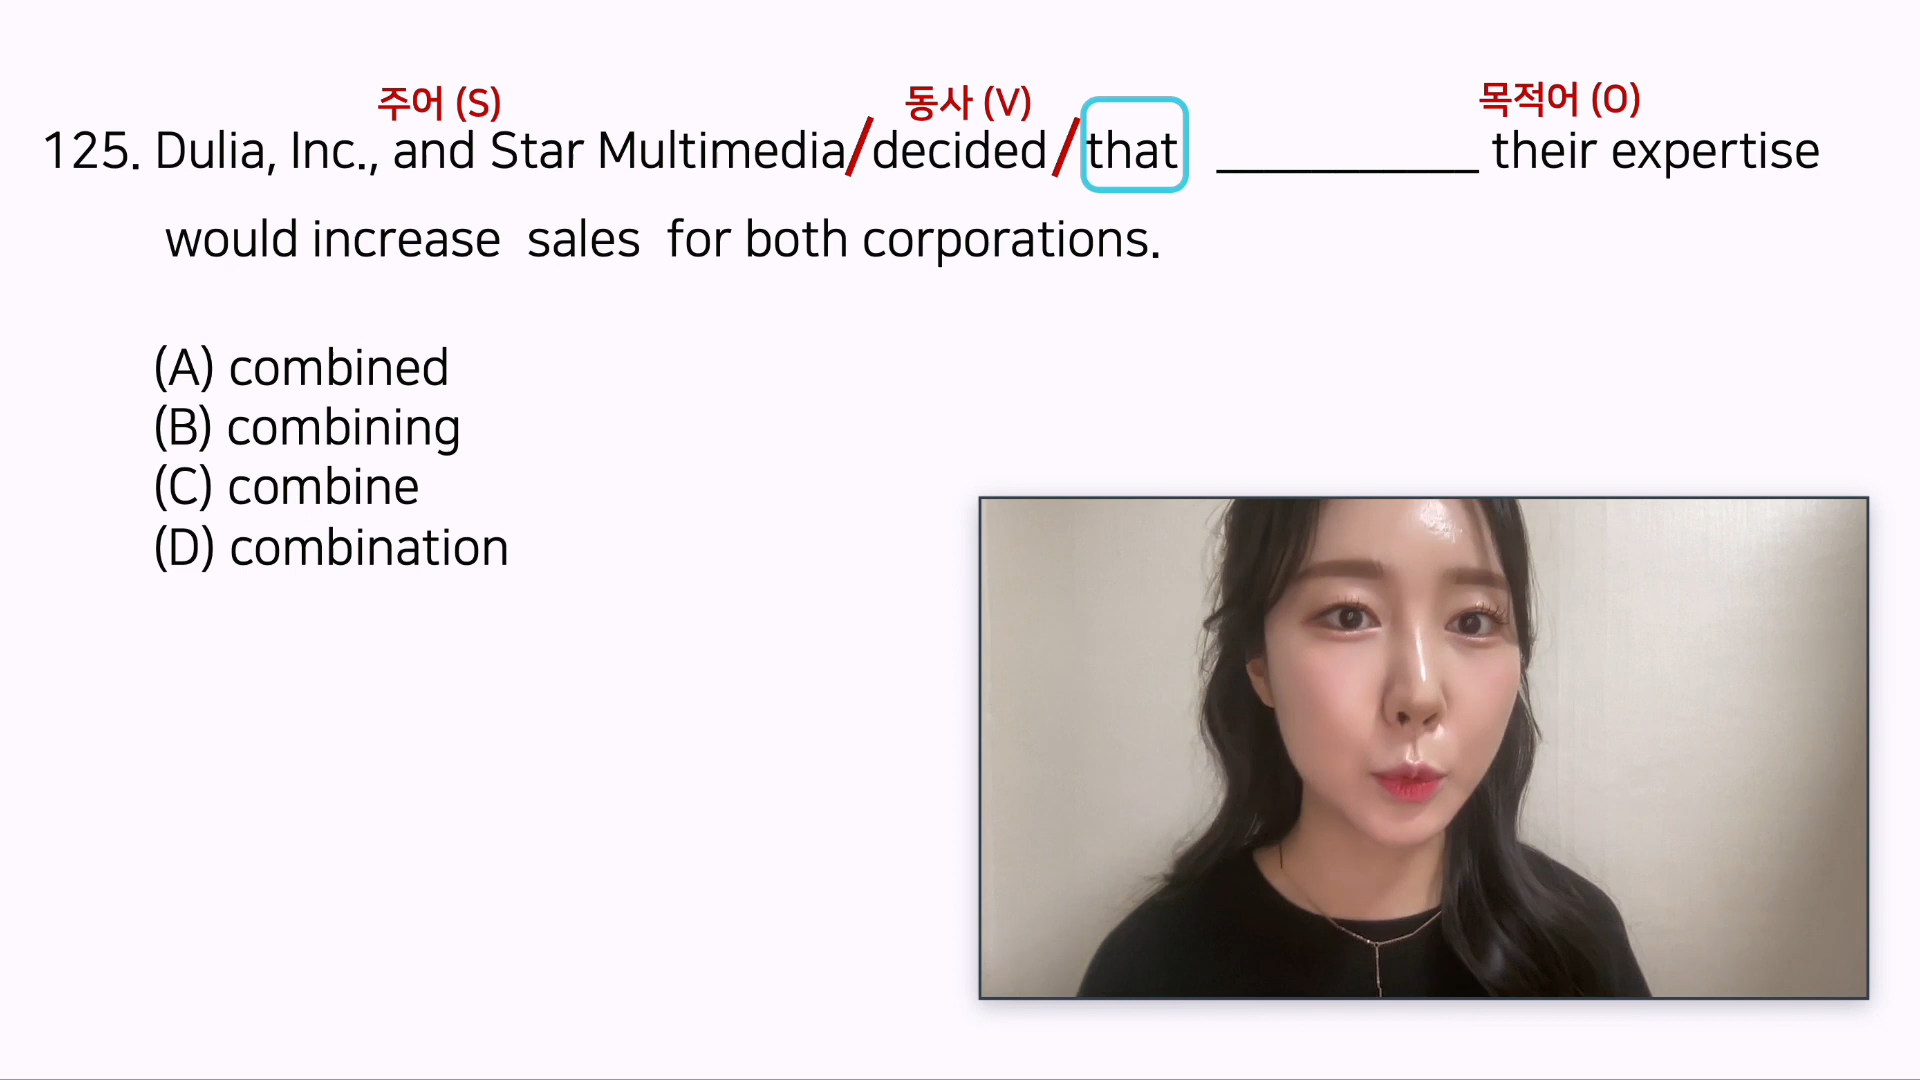 주어 (S) 동사 (V) 목적어 (O)
125. Dulia, Inc., and Star Multimedia/decided/that __________ their expertise
would increase sales for both corporations.
(A) combined
(B) combining
(C) combine
(D) combination